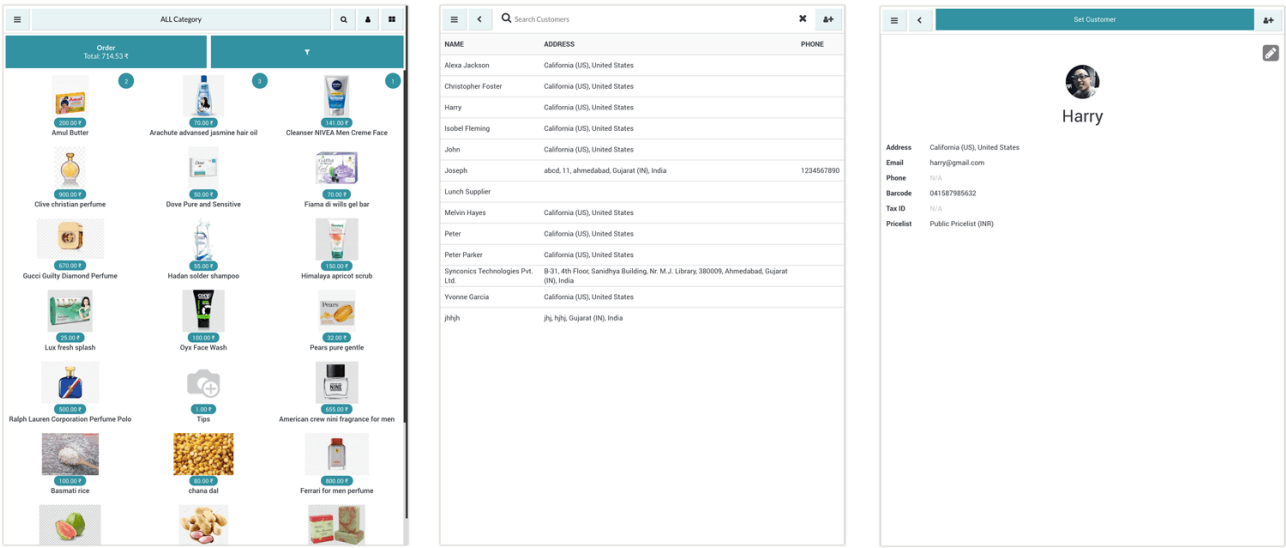 ALL Category
Order
Total: 714.53 ₹
2
3
1
200.00 ₹
70.00 ₹
141.00 ₹
Amul Butter
Arachute advansed jasmine hair oil
Cleanser NIVEA Men Creme Face
900.00 ₹
50.00 ₹
70.00 ₹
Clive christian perfume
Dove Pure and Sensitive
Fiama di wills gel bar
670.00 ₹
55.00 ₹
150.00 ₹
Gucci Guilty Diamond Perfume
Hadan solder shampoo
Himalaya apricot scrub
Pears
25.00 ₹
100.00 ₹
32.00 ₹
Lux fresh splash
Oyx Face Wash
Pears pure gentle
NINE
500.00 ₹
1.00 ₹
655.00 ₹
Ralph Lauren Corporation Perfume Polo
Tips
American crew nini fragrance for men
100.00 ₹
80.00 ₹
800.00 ₹
Basmati rice
chana dal
Ferrari for men perfume
Search Customers
NAME ADDRESS PHONE
Alexa Jackson California (US), United States
Christopher Foster California (US), United States
Harry California (US), United States
Isobel Fleming California (US), United States
John California (US), United States
Joseph abcd, 11, ahmedabad, Gujarat (IN), India 1234567890
Lunch Supplier
Melvin Hayes California (US), United States
Peter California (US), United States
Peter Parker California (US), United States
Synconics Technologies Pvt. B-31, 4th Floor, Sanidhya Building, Nr. M.J. Library, 380009, Ahmedabad, Gujarat
Ltd. (IN), India
Yvonne Garcia California (US), United States
jhhjh jhj, hjhj, Gujarat (IN), India
Set Customer
Harry
Address California (US), United States
Email harry@gmail.com
Phone N/A
Barcode 041587985632
Tax ID N/A
Pricelist Public Pricelist (INR)